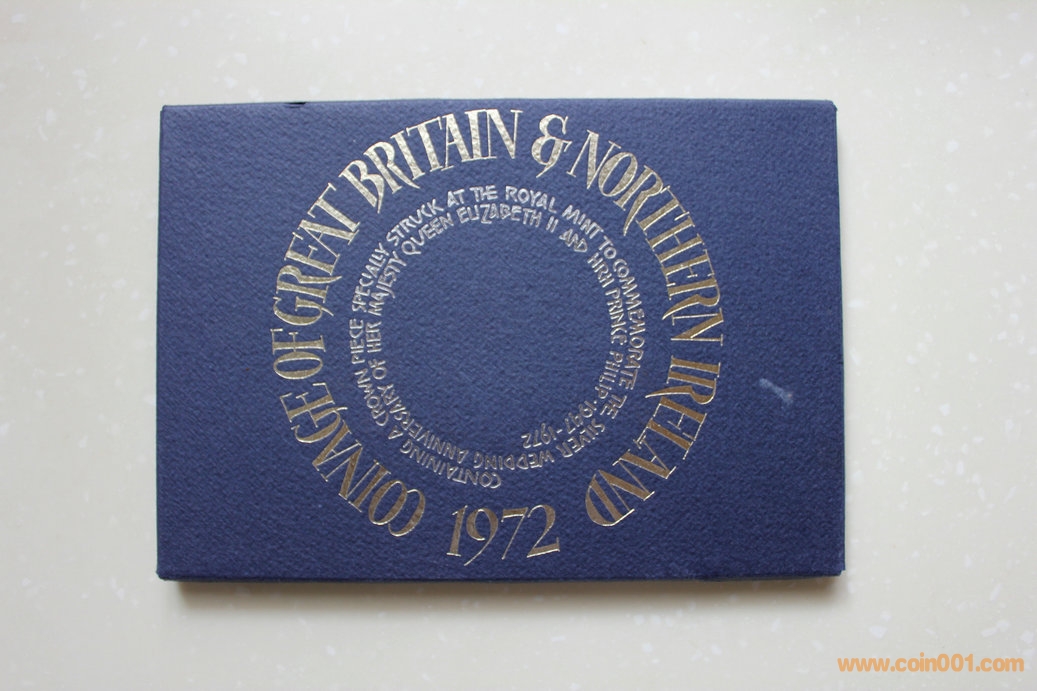 COINAGE OF GREAT BRITAIN & NORTHERN IRELAND
1972
CONTAINING A CROWN PIECE SPECIALLY STRUCK AT THE ROYAL MINT TO COMMEMORATE THE SILVER WEDDING ANNIVERSARY OF HER MAJESTY QUEEN ELIZABETH II AND HRH PRINCE PHILIP · 1947 - 1972
www.coin001.com